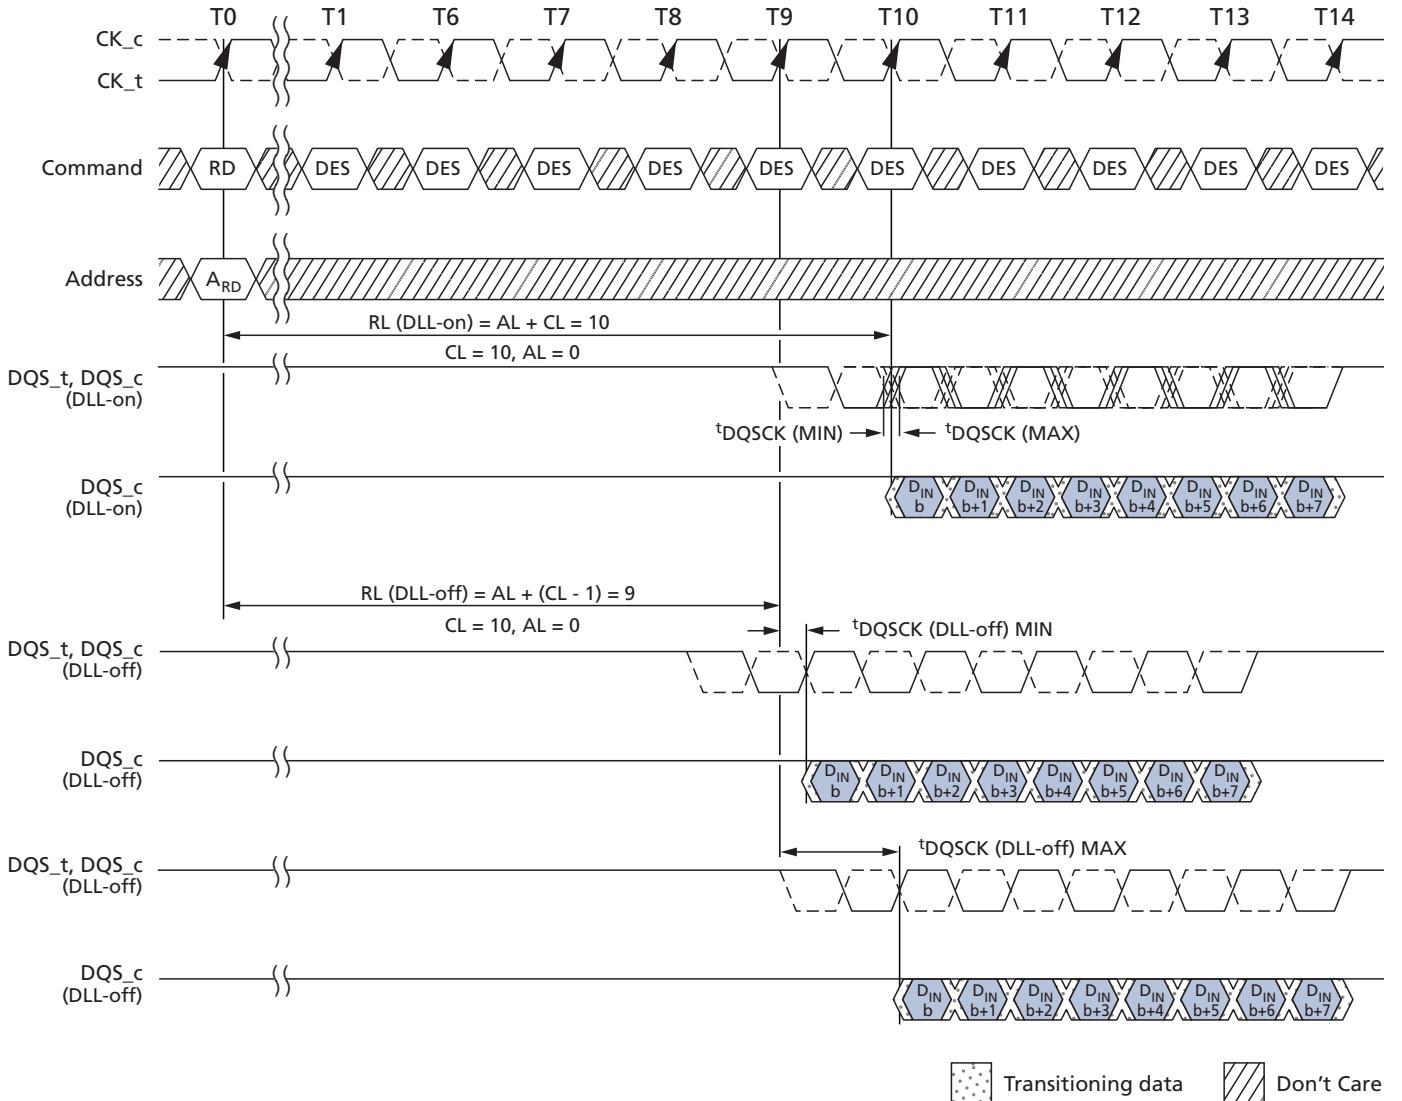 T0 T1 T6 T7 T8 T9 T10 T11 T12 T13 T14
CK_c
CK_t
Command RD DES DES DES DES DES DES DES DES DES DES
Address ARD
RL (DLL-on) = AL + CL = 10
CL = 10, AL = 0
DQS_t, DQS_c
(DLL-on)
tDQSCK (MIN) tDQSCK (MAX)
DQS_c
(DLL-on)
DIN b DIN b+1 DIN b+2 DIN b+3 DIN b+4 DIN b+5 DIN b+6 DIN b+7
RL (DLL-off) = AL + (CL - 1) = 9
CL = 10, AL = 0
tDQSCK (DLL-off) MIN
DQS_t, DQS_c
(DLL-off)
DQS_c
(DLL-off)
DIN b DIN b+1 DIN b+2 DIN b+3 DIN b+4 DIN b+5 DIN b+6 DIN b+7
tDQSCK (DLL-off) MAX
DQS_t, DQS_c
(DLL-off)
DQS_c
(DLL-off)
DIN b DIN b+1 DIN b+2 DIN b+3 DIN b+4 DIN b+5 DIN b+6 DIN b+7
Transitioning data Don't Care